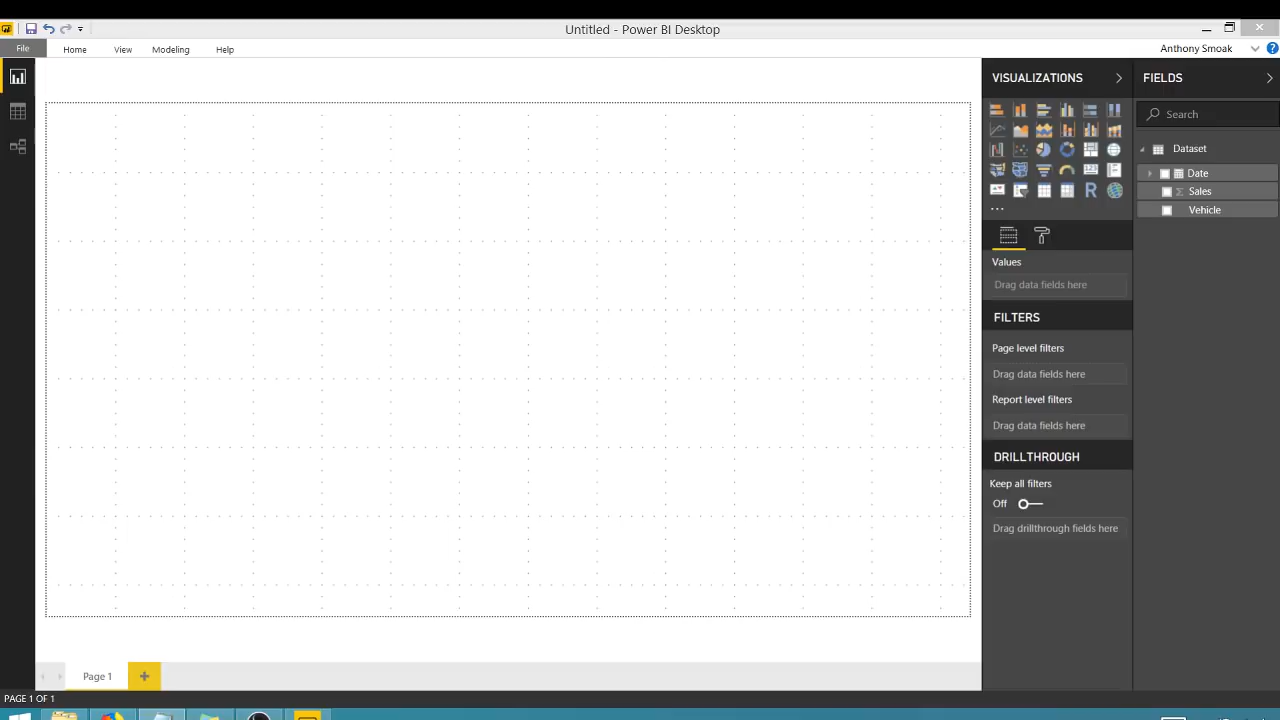 Untitled - Power BI Desktop
File
Home
View
Modeling
Help
Anthony Smoak
?
VISUALIZATIONS
FIELDS
Search
Dataset
Date
Σ Sales
Vehicle
R
...
Values
Drag data fields here
FILTERS
Page level filters
Drag data fields here
Report level filters
Drag data fields here
DRILLTHROUGH
Keep all filters
Off
Drag drillthrough fields here
Page 1
+
PAGE 1 OF 1